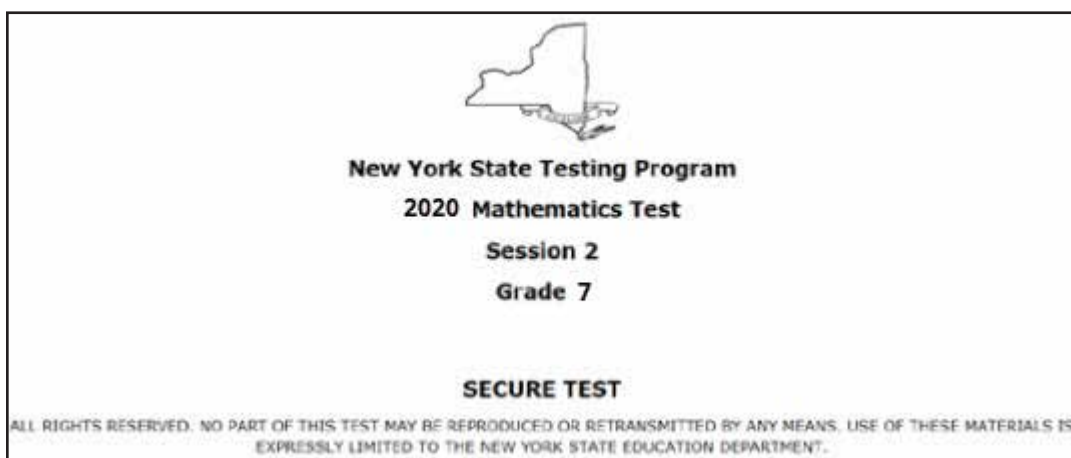 New York State Testing Program
2020 Mathematics Test
Session 2
Grade 7
SECURE TEST
ALL RIGHTS RESERVED. NO PART OF THIS TEST MAY BE REPRODUCED OR RETRANSMITTED BY ANY MEANS. USE OF THESE MATERIALS IS
EXPRESSLY LIMITED TO THE NEW YORK STATE EDUCATION DEPARTMENT.